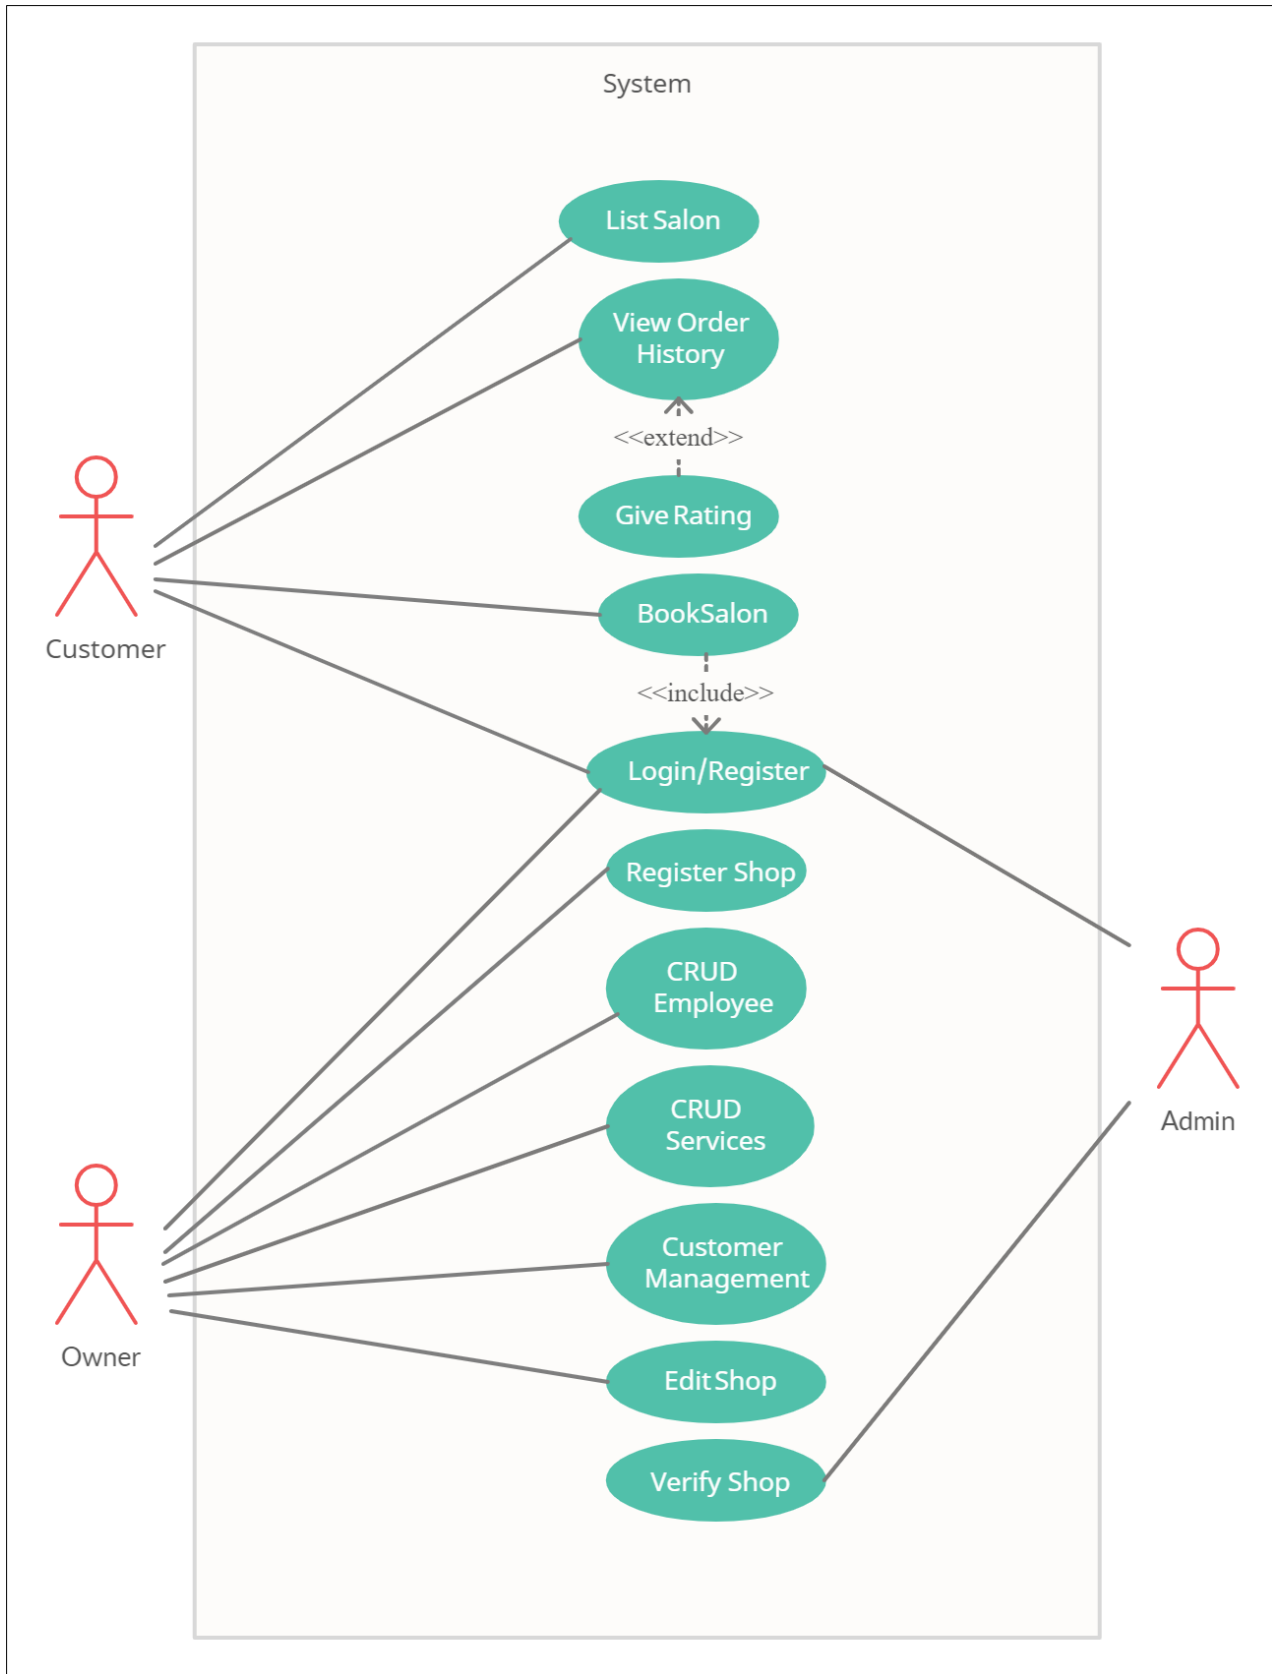 System
List Salon
View Order
History
<<extend>>
Give Rating
BookSalon
<<include>>
Customer
Login/Register
Register Shop
CRUD
Employee
CRUD
Services
Admin
Customer
Management
Owner
Edit Shop
Verify Shop